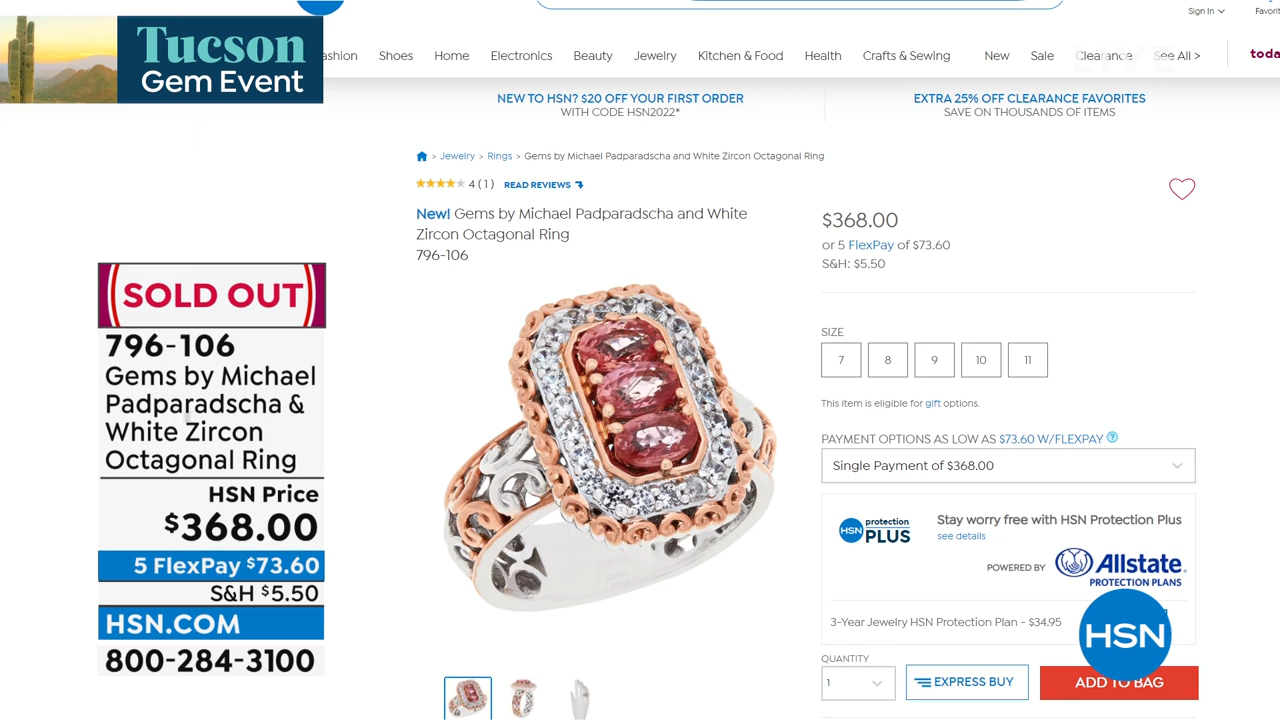 Sign In
Favorit
Tucson
Gem Event
ashion Shoes Home Electronics Beauty Jewelry Kitchen & Food Health Crafts & Sewing New Sale Clearance See All > toda
NEW TO HSN? $20 OFF YOUR FIRST ORDER
WITH CODE HSN2022*
EXTRA 25% OFF CLEARANCE FAVORITES
SAVE ON THOUSANDS OF ITEMS
> Jewelry > Rings > Gems by Michael Padparadscha and White Zircon Octagonal Ring
4 ( 1 ) READ REVIEWS
New! Gems by Michael Padparadscha and White
Zircon Octagonal Ring
796-106
$368.00
or 5 FlexPay of $73.60
S&H: $5.50
SIZE
7 8 9 10 11
This item is eligible for gift options.
PAYMENT OPTIONS AS LOW AS $73.60 W/FLEXPAY ?
Single Payment of $368.00
HSN protection PLUS
Stay worry free with HSN Protection Plus
see details
POWERED BY Allstate.
PROTECTION PLANS
3-Year Jewelry HSN Protection Plan - $34.95
HSN
QUANTITY
1
EXPRESS BUY
ADD TO BAG
SOLD OUT
796-106
Gems by Michael
Padparadscha &
White Zircon
Octagonal Ring
HSN Price
$368.00
5 FlexPay $73.60
S&H $5.50
HSN.COM
800-284-3100